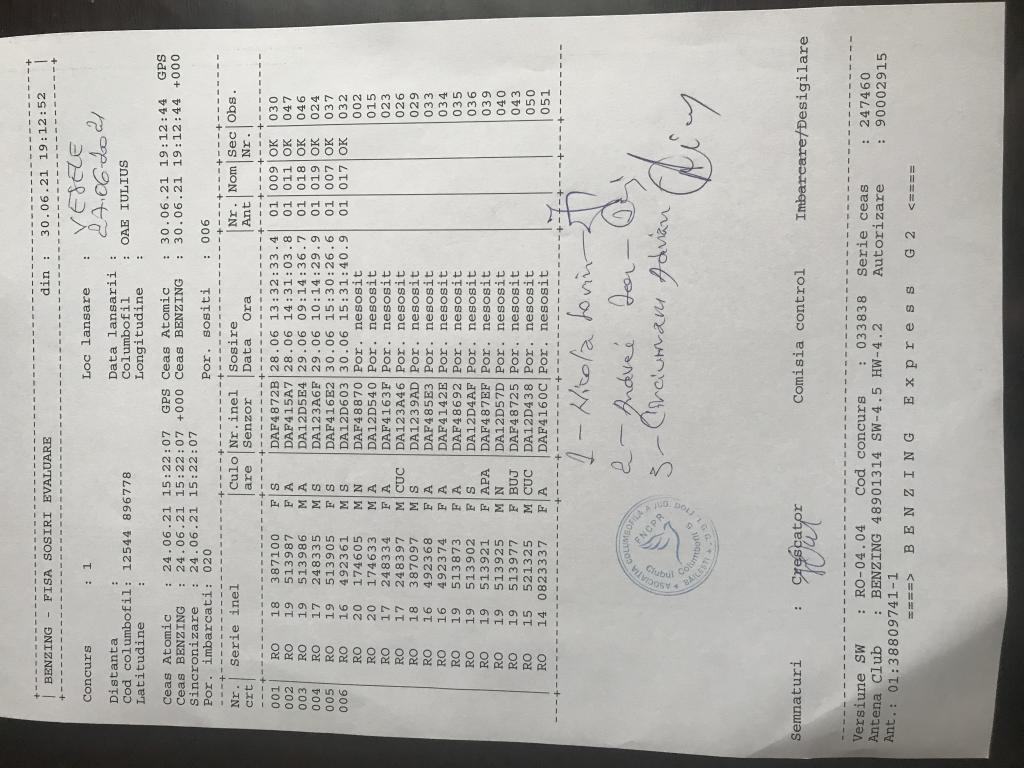 BENZING - FISA SOSIRI EVALUARE din : 30.06.21 19:12:52
Concurs : 1 Loc lansare : VESELE
Distanta : Data lansarii : 24.06.2021
Cod columbofil: 12544 896778 Columbofil : OAE IULIUS
Latitudine : Longitudine :
Ceas Atomic : 24.06.21 15:22:07 GPS Ceas Atomic : 30.06.21 19:12:44 GPS
Ceas BENZING : 24.06.21 15:22:07 +000 Ceas BENZING : 30.06.21 19:12:44 +000
Sincronizare : 24.06.21 15:22:07
Por. imbarcati: 020 Por. sositi : 006
Nr. | Serie inel | Culo | Nr.inel | Sosire | Nr | Nom | Sec | Obs.
crt | are | Senzor | Data Ora | Ant | Nr.
001 RO 18 387100 F S DAF4872B 28.06 13:32:33.4 01 009 OK 030
002 RO 19 513987 F A DAF415A7 28.06 14:31:03.8 01 011 OK 047
003 RO 19 513986 M A DA12D5E4 29.06 09:14:36.7 01 018 OK 046
004 RO 17 248335 M S DA123A6F 29.06 10:14:29.9 01 019 OK 024
005 RO 19 513905 F S DAF416E2 30.06 15:30:26.6 01 007 OK 037
006 RO 16 492361 M S DA12D603 30.06 15:31:40.9 01 017 OK 032
RO 20 174605 M N DAF48870 Por. nesosit 002
RO 20 174633 M A DA12D540 Por. nesosit 015
RO 17 248334 F A DAF4163F Por. nesosit 023
RO 17 248397 M CUC DA123A46 Por. nesosit 026
RO 18 387097 M S DA1239AD Por. nesosit 029
RO 16 492368 F A DAF485E3 Por. nesosit 033
RO 16 492374 F A DAF4142E Por. nesosit 034
RO 19 513873 F A DAF48692 Por. nesosit 035
RO 19 513902 F S DA12D4AF Por. nesosit 036
RO 19 513921 F APA DAF487EF Por. nesosit 039
RO 19 513925 M N DA12D57D Por. nesosit 040
RO 19 513977 F BUJ DAF48725 Por. nesosit 043
RO 15 521325 M CUC DA12D438 Por. nesosit 050
RO 14 0823337 F A DAF4160C Por. nesosit 051
1 -
2 -
3 - Adrian
ASOCIATIA COLUMBOFILA A JUD. DOLJ
FNCPR
Clubul Columbofil
BAILESTI
Semnaturi : Crescator Comisia control Imbarcare/Desigilare
Versiune SW : RO-04.04 Cod concurs : 033838 Serie ceas : 247460
Antena Club : BENZING 48901314 SW-4.5 HW-4.2 Autorizare : 90002915
Ant.: 01:38809741-1
====> B E N Z I N G E x p r e s s G 2 <====